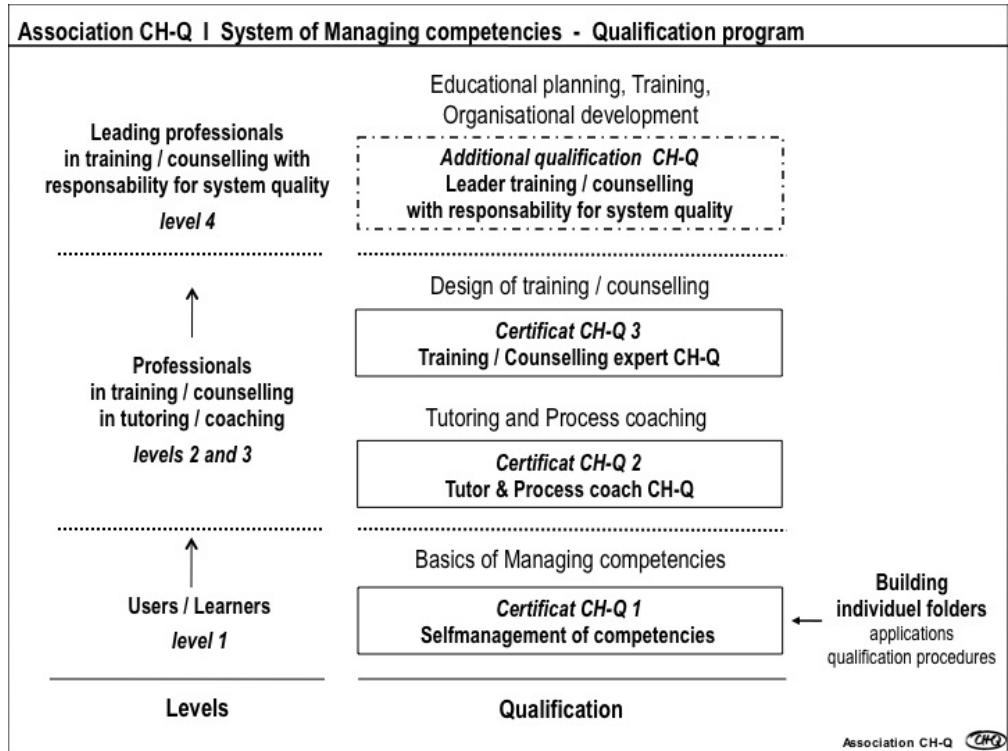 Association CH-Q I System of Managing competencies - Qualification program
Educational planning, Training,
Organisational development
Leading professionals
in training / counselling with
responsability for system quality
level 4
Additional qualification CH-Q
Leader training / counselling
with responsability for system quality
Design of training / counselling
Certificat CH-Q 3
Training / Counselling expert CH-Q
Professionals
in training / counselling
in tutoring / coaching
levels 2 and 3
Tutoring and Process coaching
Certificat CH-Q 2
Tutor & Process coach CH-Q
Basics of Managing competencies
Users / Learners
level 1
Certificat CH-Q 1
Selfmanagement of competencies
Building
individuel folders
applications
qualification procedures
Levels
Qualification
Association CH-Q CH-Q